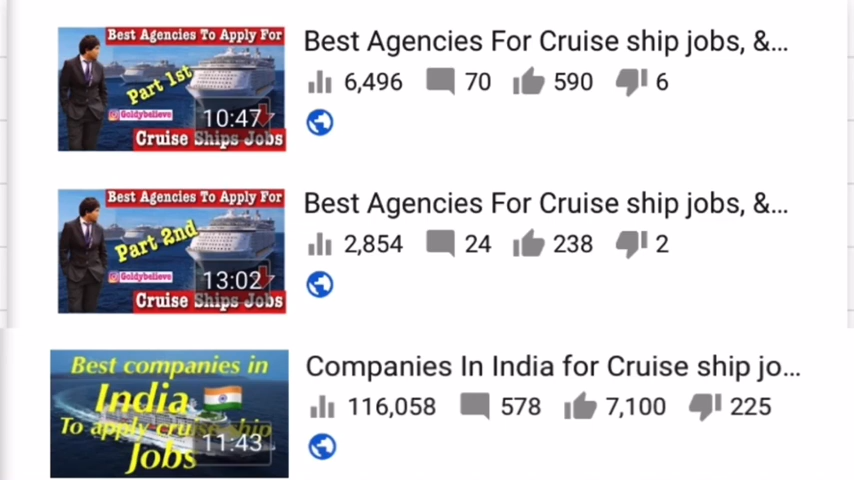 Best Agencies To Apply For
Part 1st
Goldybelieve
10:47
Cruise Ships Jobs
Best Agencies For Cruise ship jobs, &...
6,496 70 590 6
Best Agencies To Apply For
Part 2nd
Goldybelieve
13:02
Cruise Ships Jobs
Best Agencies For Cruise ship jobs, &...
2,854 24 238 2
Best companies in
India
To apply cruise ship
11:43
Jobs
Companies In India for Cruise ship jo...
116,058 578 7,100 225